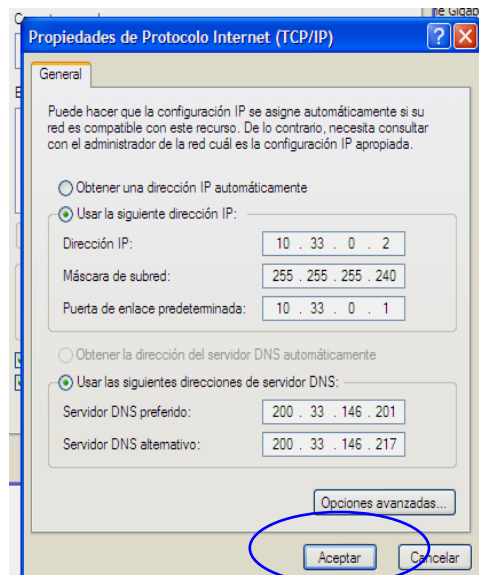 ne Gigab
Propiedades de Protocolo Internet (TCP/IP)
General
Puede hacer que la configuración IP se asigne automáticamente si su
red es compatible con este recurso. De lo contrario, necesita consultar
con el administrador de la red cuál es la configuración IP apropiada.
Obtener una dirección IP automáticamente
Usar la siguiente dirección IP:
Dirección IP: 10 . 33 . 0 . 2
Máscara de subred: 255 . 255 . 255 . 240
Puerta de enlace predeterminada: 10 . 33 . 0 . 1
Obtener la dirección del servidor DNS automáticamente
Usar las siguientes direcciones de servidor DNS:
Servidor DNS preferido: 200 . 33 . 146 . 201
Servidor DNS alternativo: 200 . 33 . 146 . 217
Opciones avanzadas...
Aceptar Cancelar